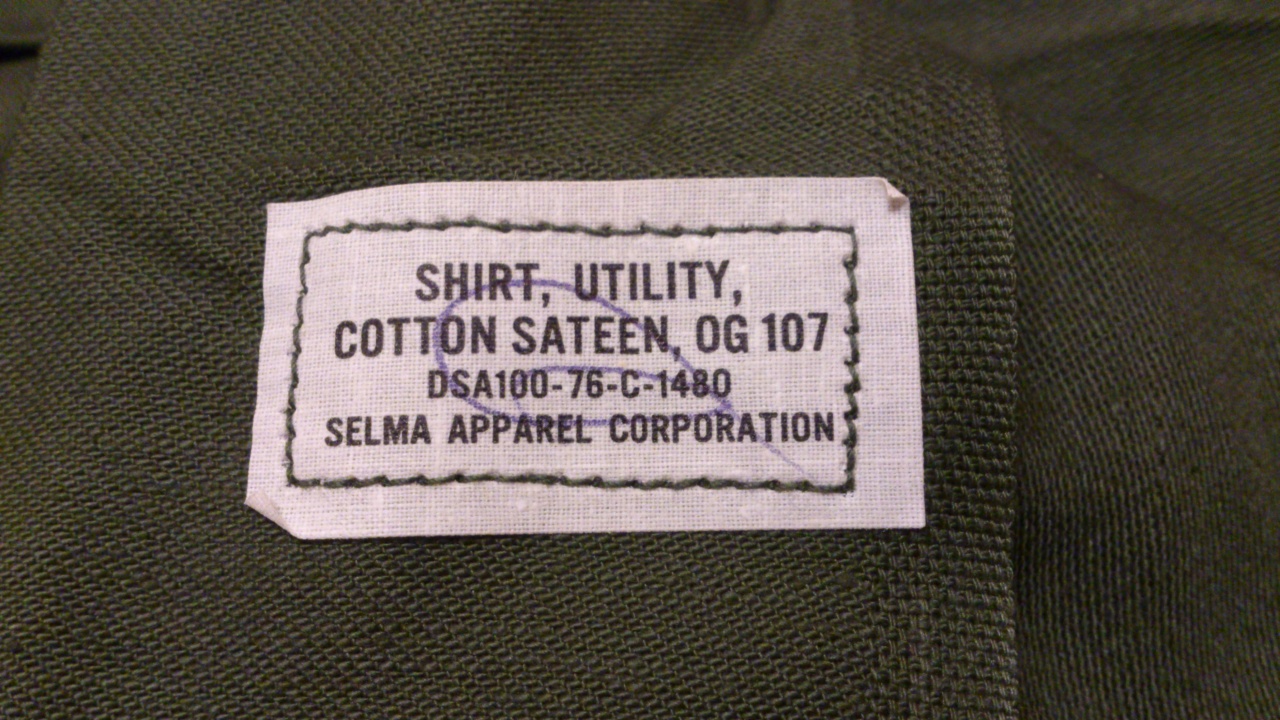 SHIRT, UTILITY,
COTTON SATEEN, OG 107
DSA100-76-C-1480
SELMA APPAREL CORPORATION